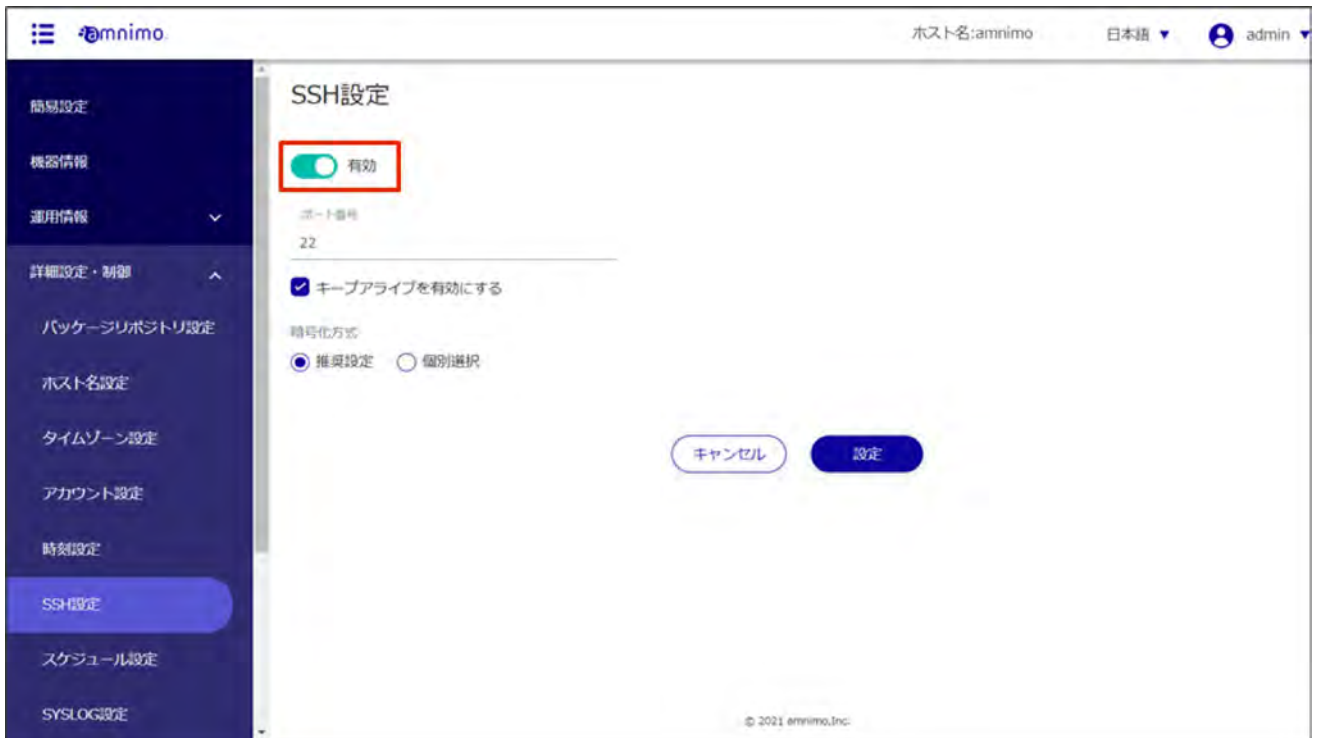 amnimo
ホスト名:amnimo
日本語 ▼
admin ▼
簡易設定
機器情報
運用情報
詳細設定・制御
パッケージリポジトリ設定
ホスト名設定
タイムゾーン設定
アカウント設定
時刻設定
SSH設定
スケジュール設定
SYSLOG設定
SSH設定
有効
ポート番号
22
キープアライブを有効にする
暗号化方式
推奨設定 個別選択
キャンセル 設定
© 2021 amnimo,Inc.